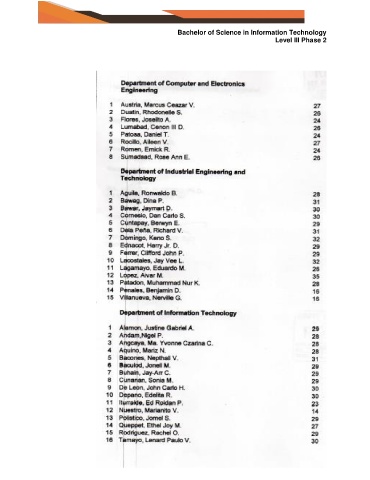 Bachelor of Science in Information Technology
Level III Phase 2
Department of Computer and Electronics
Engineering
1 Austria, Marcus Ceazar V. 27
2 Dustin, Rhodonelle S. 26
3 Flores, Joselito A. 24
4 Lumabad, Cenon III D. 26
5 Patosa, Daniel T. 24
6 Rocillo, Aileen V. 27
7 Romen, Emick R. 24
8 Sumadsad, Rose Ann E. 26
Department of Industrial Engineering and
Technology
1 Aguila, Ronwaldo B. 28
2 Bawag, Dina P. 31
3 Bawar, Jaymart D. 30
4 Cornesio, Dan Carlo S. 30
5 Cuntapay, Berwyn E. 29
6 Dela Peña, Richard V. 31
7 Domingo, Keno S. 32
8 Ednacot, Harry Jr. D. 29
9 Ferrer, Clifford John P. 29
10 Lacostales, Jay Vee L. 32
11 Lagamayo, Eduardo M. 26
12 Lopez, Alver M. 35
13 Paladon, Muhammad Nur K. 28
14 Penales, Benjamin D. 16
15 Villanueva, Nerville G. 16
Department of Information Technology
1 Alemon, Justine Gabriel A. 26
2 Andam,Nigel P. 28
3 Angcaya, Ma. Yvonne Czarina C. 28
4 Aquino, Mariz N. 28
5 Bacones, Nepthali V. 31
6 Baculod, Jonell M. 29
7 Buhain, Jay-Arr C. 29
8 Cunanan, Sonia M. 29
9 De Leon, John Carlo H. 30
10 Depano, Edelita R. 30
11 Iturralde, Ed Roldan P. 23
12 Nuestro, Marianito V. 14
13 Polistico, Jomel S. 29
14 Queppet, Ethel Joy M. 27
15 Rodriguez, Rachel O. 29
16 Tamayo, Lenard Paulo V. 30